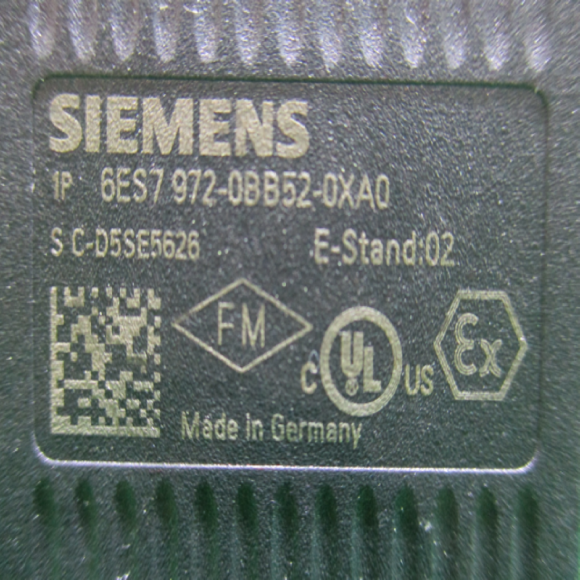 SIEMENS
1P 6ES7 972-0BB52-0XA0
S C-D5SE5626 E-Stand:02
FM
C UL US
Ex
Made in Germany